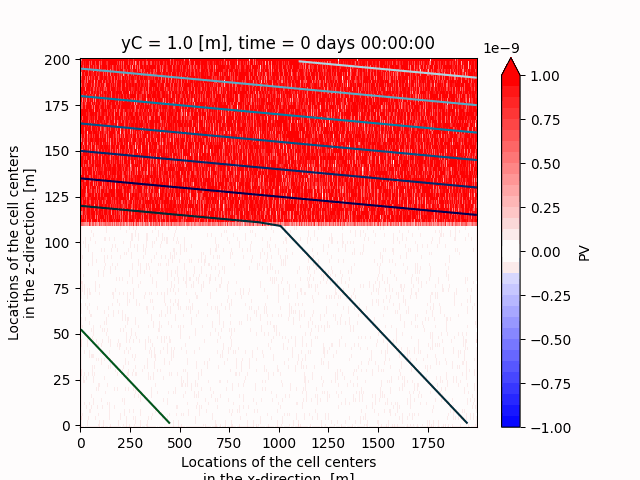 yC = 1.0 [m], time = 0 days 00:00:00
1e−9
200
175
150
125
100
75
50
25
0
Locations of the cell centers
in the z-direction. [m]
0 250 500 750 1000 1250 1500 1750
Locations of the cell centers
in the x-direction. [m]
1.00
0.75
0.50
0.25
0.00
−0.25
−0.50
−0.75
−1.00
PV